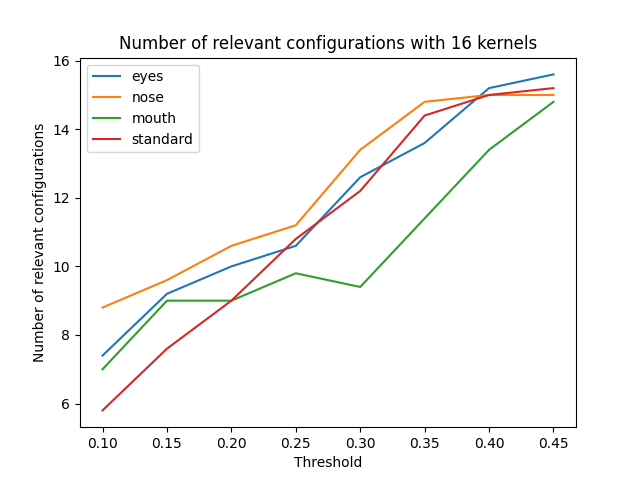 Number of relevant configurations with 16 kernels
eyes
nose
mouth
standard
Number of relevant configurations
16
14
12
10
8
6
0.10 0.15 0.20 0.25 0.30 0.35 0.40 0.45
Threshold